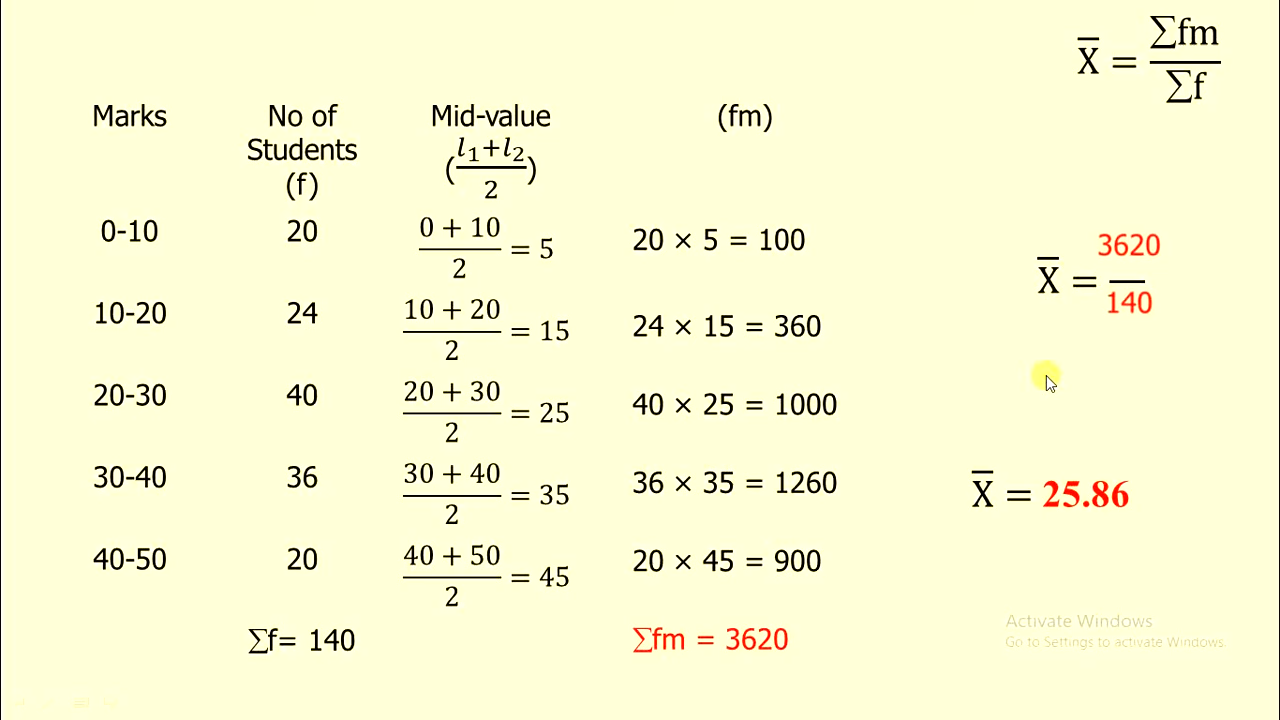 X̄ = ∑fm / ∑f
Marks No of Students (f) Mid-value (l₁+l₂ / 2) (fm)
0-10 20 0 + 10 / 2 = 5 20 × 5 = 100
10-20 24 10 + 20 / 2 = 15 24 × 15 = 360
20-30 40 20 + 30 / 2 = 25 40 × 25 = 1000
30-40 36 30 + 40 / 2 = 35 36 × 35 = 1260
40-50 20 40 + 50 / 2 = 45 20 × 45 = 900
∑f= 140 ∑fm = 3620
X̄ = 3620 / 140
X̄ = 25.86
Activate Windows
Go to Settings to activate Windows.